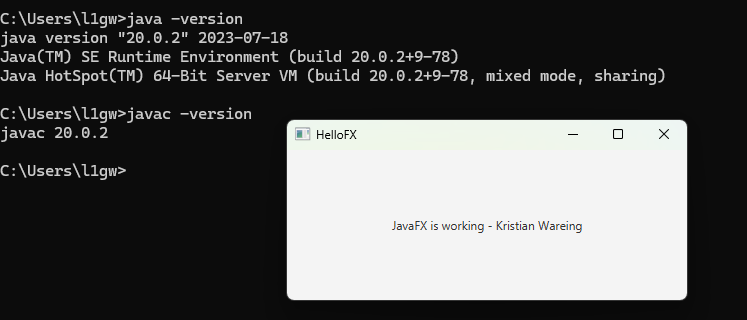 C:\Users\l1gw>java -version
java version "20.0.2" 2023-07-18
Java(TM) SE Runtime Environment (build 20.0.2+9-78)
Java HotSpot(TM) 64-Bit Server VM (build 20.0.2+9-78, mixed mode, sharing)
C:\Users\l1gw>javac -version
javac 20.0.2
C:\Users\l1gw>
HelloFX
JavaFX is working - Kristian Wareing